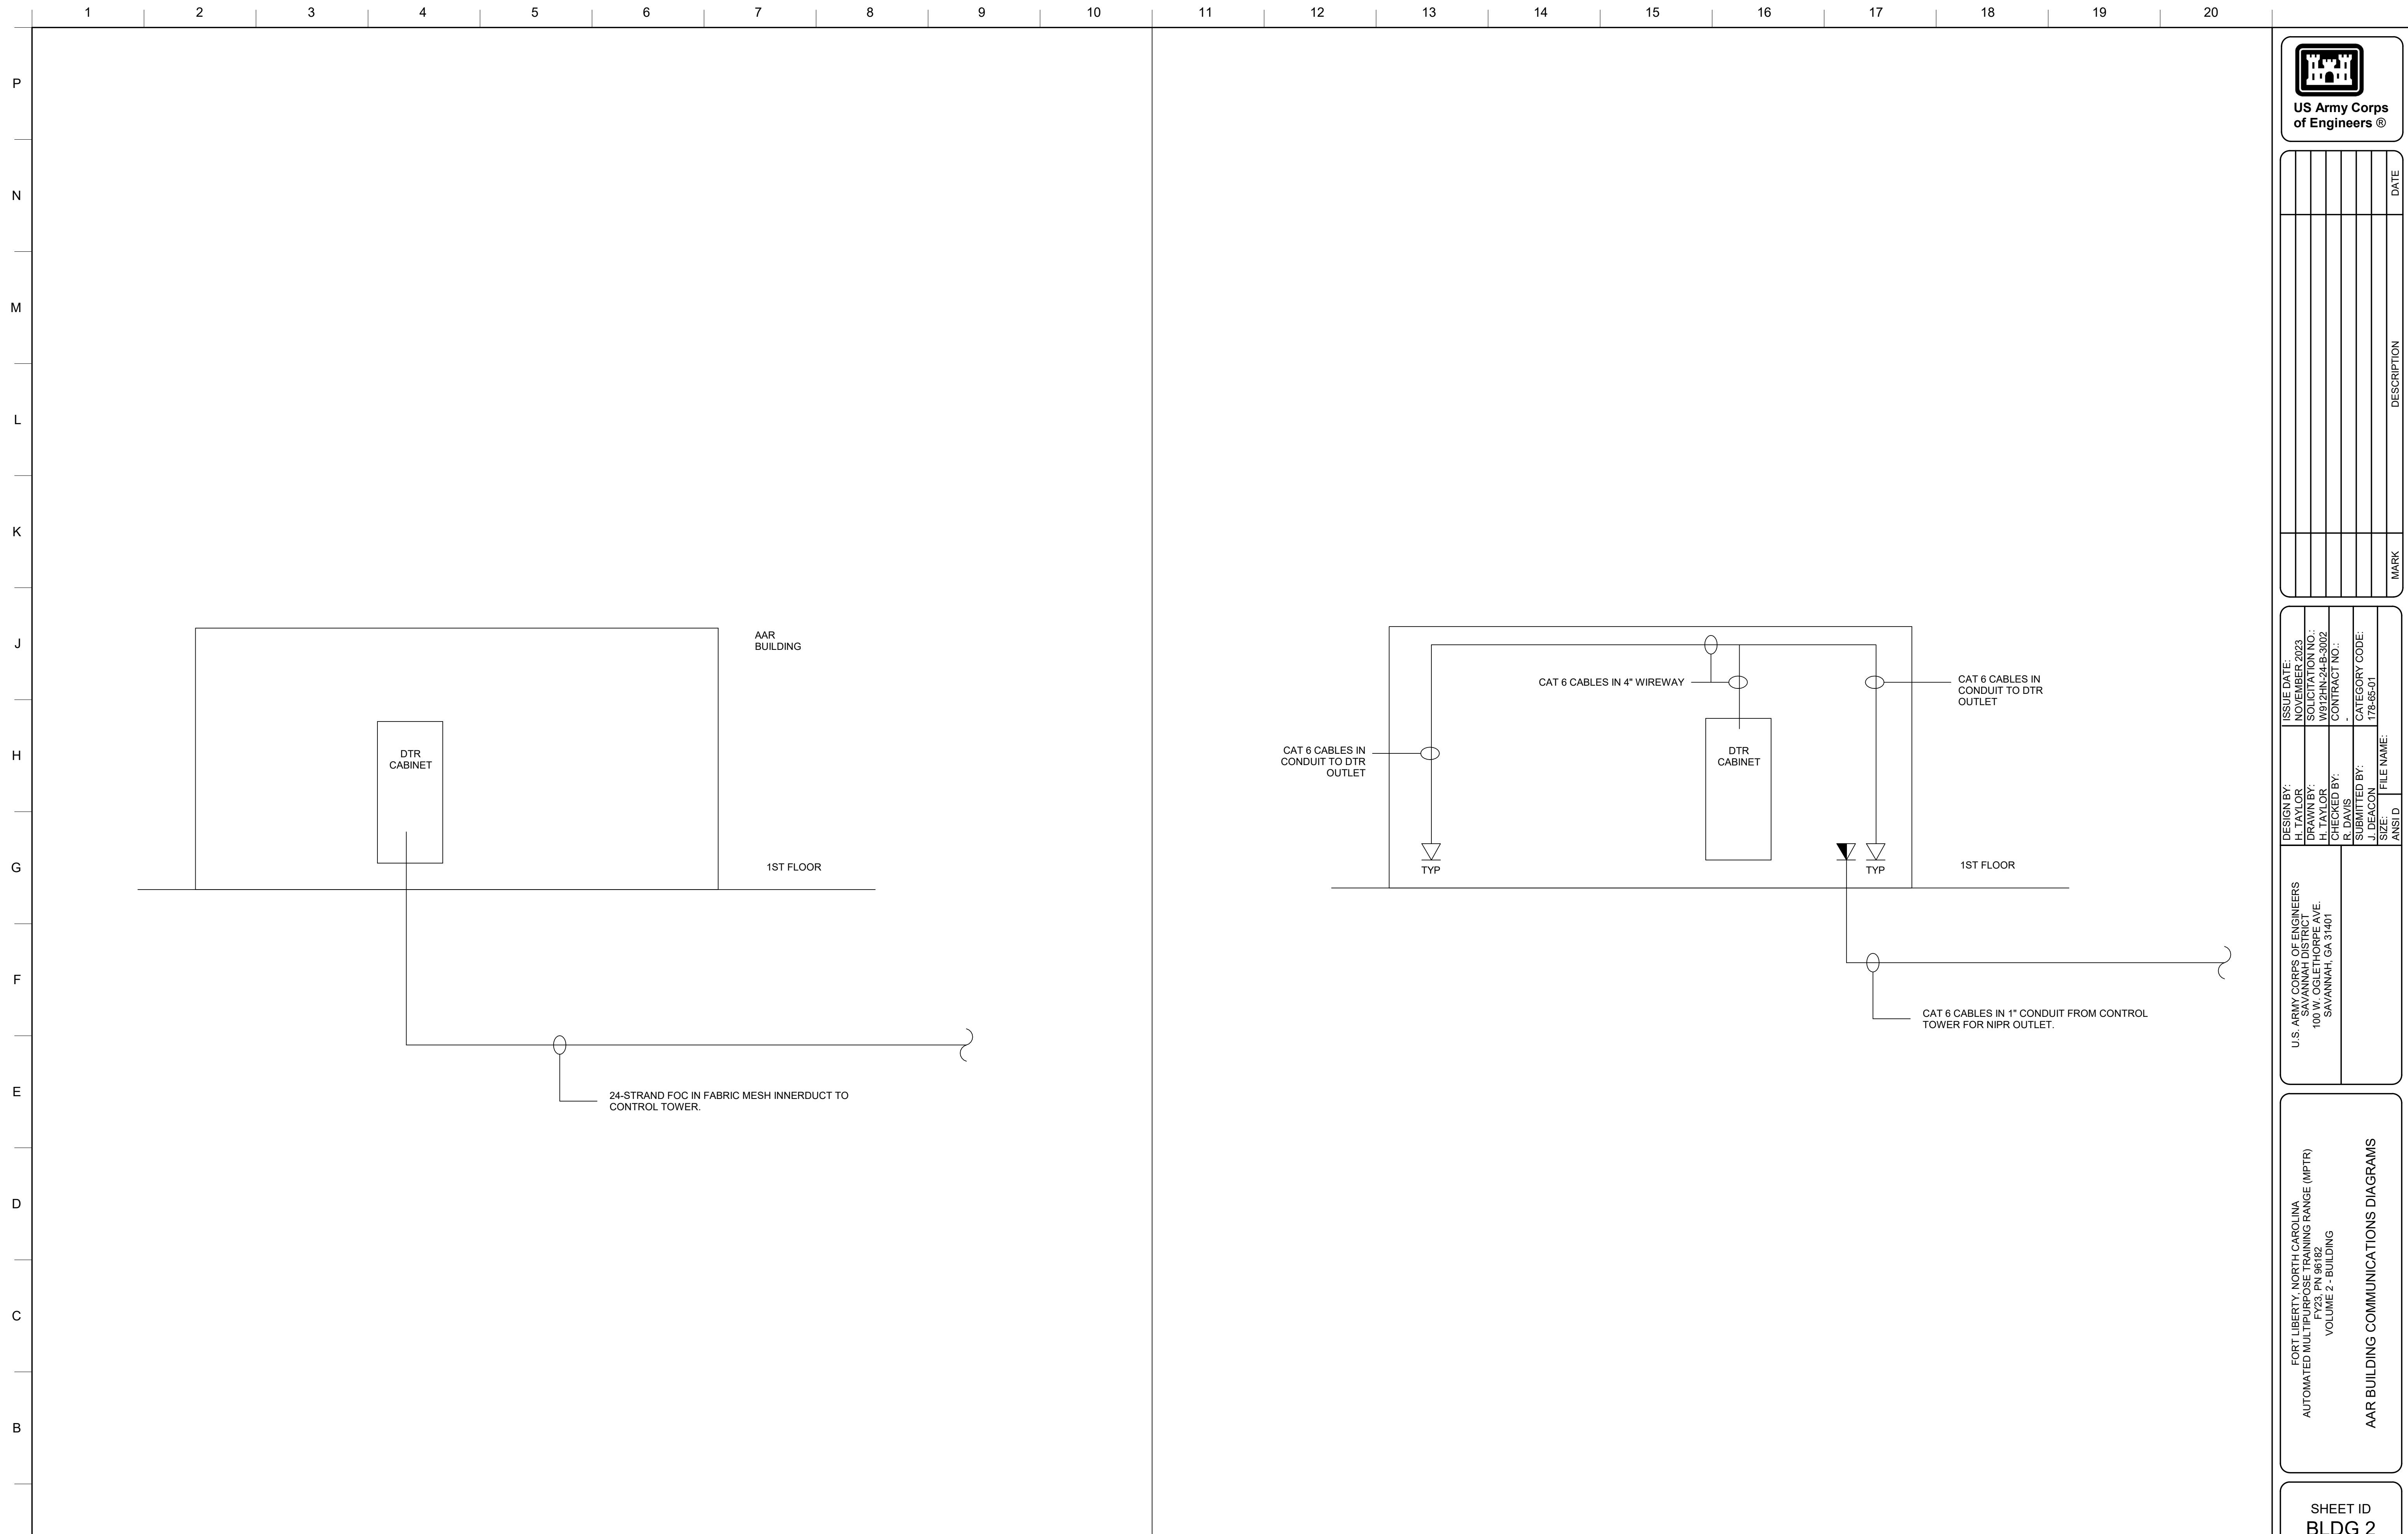 1 2 3 4 5 6 7 8 9 10 11 12 13 14 15 16 17 18 19 20
P
N
M
L
K
J
H
G
F
E
D
C
B
AAR
BUILDING
DTR
CABINET
1ST FLOOR
24-STRAND FOC IN FABRIC MESH INNERDUCT TO
CONTROL TOWER.
CAT 6 CABLES IN 4" WIREWAY
CAT 6 CABLES IN
CONDUIT TO DTR
OUTLET
CAT 6 CABLES IN
CONDUIT TO DTR
OUTLET
DTR
CABINET
TYP
TYP
1ST FLOOR
CAT 6 CABLES IN 1" CONDUIT FROM CONTROL
TOWER FOR NIPR OUTLET.
US Army Corps
of Engineers ®
DATE
DESCRIPTION
MARK
DESIGN BY:
H. TAYLOR
ISSUE DATE:
NOVEMBER 2023
DRAWN BY:
H. TAYLOR
SOLICITATION NO.:
W912HN-24-B-3002
CHECKED BY:
R. DAVIS
CONTRACT NO.:
-
SUBMITTED BY:
J. DEACON
CATEGORY CODE:
178-65-01
SIZE:
ANSI D
FILE NAME:
U.S. ARMY CORPS OF ENGINEERS
SAVANNAH DISTRICT
100 W. OGLETHORPE AVE.
SAVANNAH, GA 31401
FORT LIBERTY, NORTH CAROLINA
AUTOMATED MULTIPURPOSE TRAINING RANGE (MPTR)
FY23, PN 96182
VOLUME 2 - BUILDING
AAR BUILDING COMMUNICATIONS DIAGRAMS
SHEET ID
BLDG 2